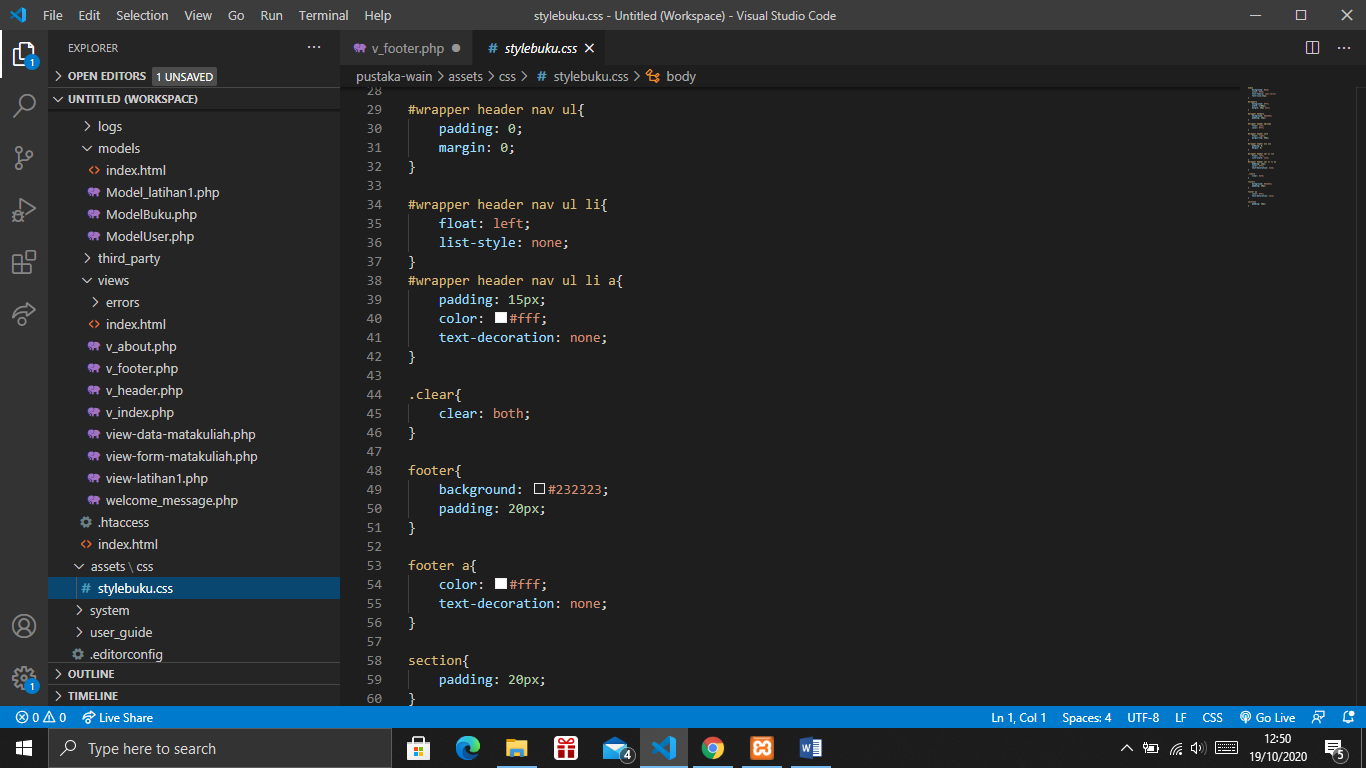 File Edit Selection View Go Run Terminal Help
stylebuku.css - Untitled (Workspace) - Visual Studio Code
EXPLORER
OPEN EDITORS 1 UNSAVED
UNTITLED (WORKSPACE)
logs
models
index.html
Model_latihan1.php
ModelBuku.php
ModelUser.php
third_party
views
errors
index.html
v_about.php
v_footer.php
v_header.php
v_index.php
view-data-matakuliah.php
view-form-matakuliah.php
view-latihan1.php
welcome_message.php
.htaccess
index.html
assets \ css
# stylebuku.css
system
user_guide
.editorconfig
OUTLINE
TIMELINE
1
1
v_footer.php
# stylebuku.css
pustaka-wain > assets > css > # stylebuku.css > body
28
29 #wrapper header nav ul{
30 padding: 0;
31 margin: 0;
32 }
33
34 #wrapper header nav ul li{
35 float: left;
36 list-style: none;
37 }
38 #wrapper header nav ul li a{
39 padding: 15px;
40 color: #fff;
41 text-decoration: none;
42 }
43
44 .clear{
45 clear: both;
46 }
47
48 footer{
49 background: #232323;
50 padding: 20px;
51 }
52
53 footer a{
54 color: #fff;
55 text-decoration: none;
56 }
57
58 section{
59 padding: 20px;
60 }
0 0 Live Share
Ln 1, Col 1 Spaces: 4 UTF-8 LF CSS Go Live
Type here to search
4
12:50
19/10/2020
5